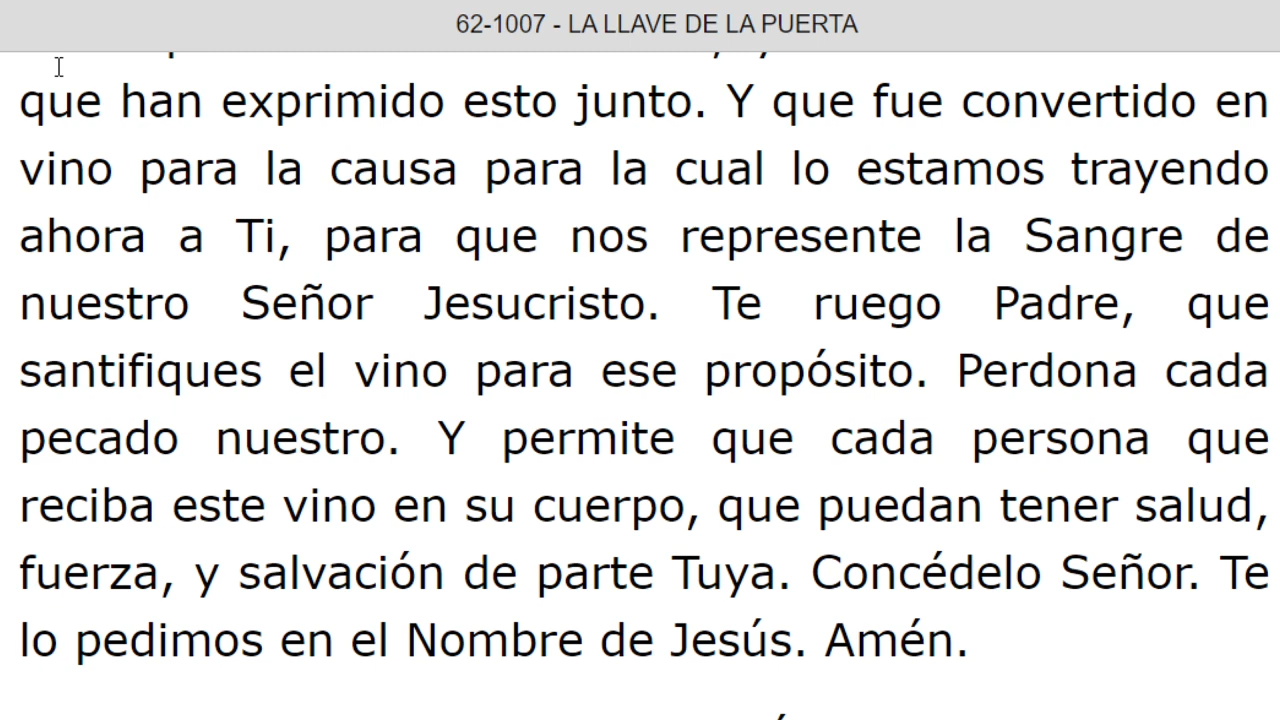 62-1007 - LA LLAVE DE LA PUERTA
que han exprimido esto junto. Y que fue convertido en
vino para la causa para la cual lo estamos trayendo
ahora a Ti, para que nos represente la Sangre de
nuestro Señor Jesucristo. Te ruego Padre, que
santifiques el vino para ese propósito. Perdona cada
pecado nuestro. Y permite que cada persona que
reciba este vino en su cuerpo, que puedan tener salud,
fuerza, y salvación de parte Tuya. Concédelo Señor. Te
lo pedimos en el Nombre de Jesús. Amén.